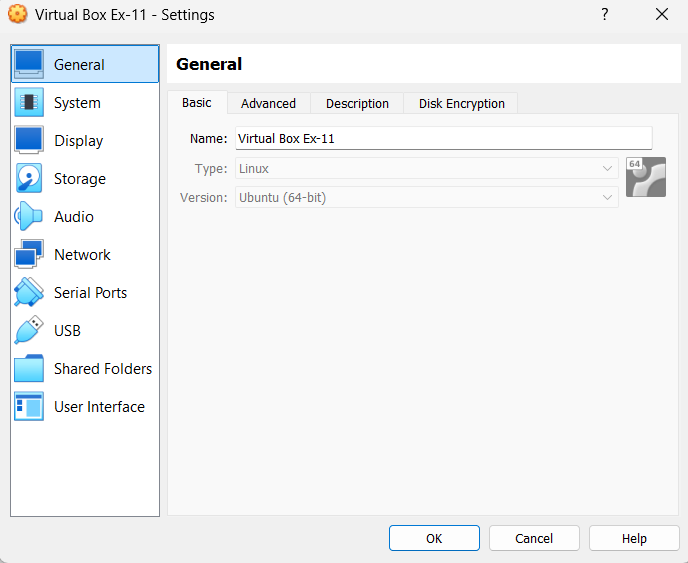 Virtual Box Ex-11 - Settings
?
General
System
Display
Storage
Audio
Network
Serial Ports
USB
Shared Folders
User Interface
General
Basic Advanced Description Disk Encryption
Name: Virtual Box Ex-11
Type: Linux
Version: Ubuntu (64-bit)
64
OK Cancel Help